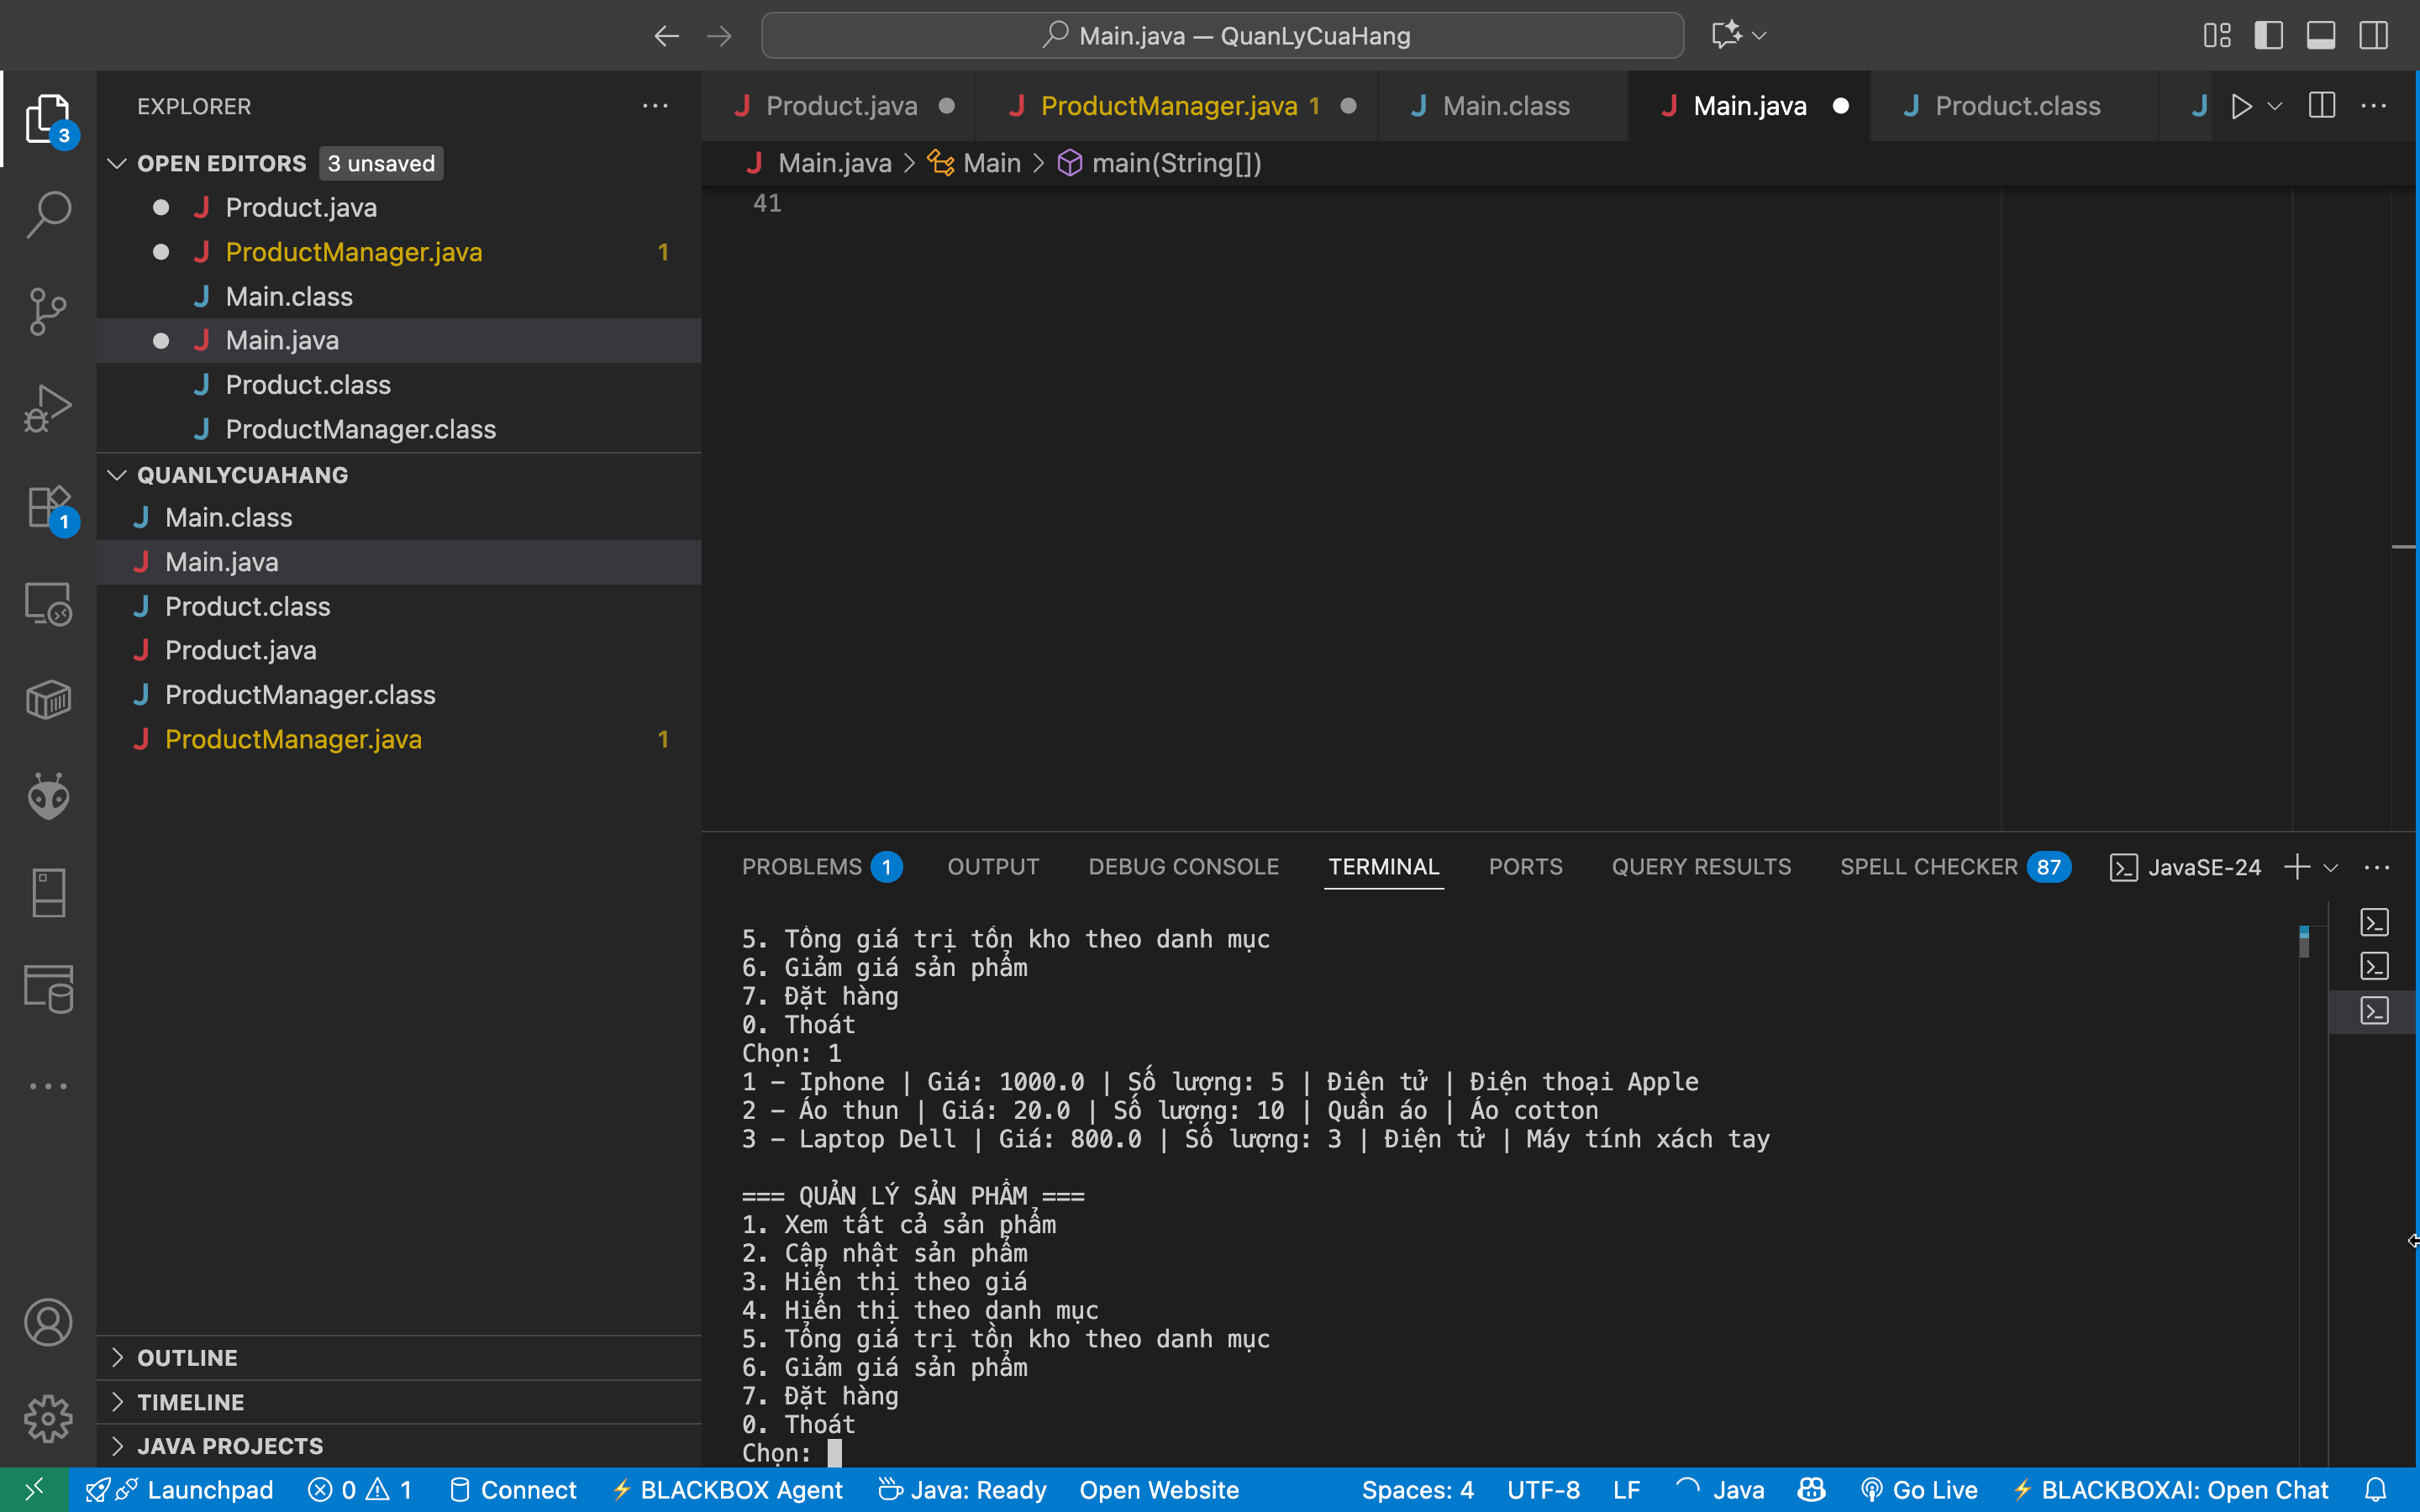 Main.java — QuanLyCuaHang
EXPLORER
3
OPEN EDITORS 3 unsaved
Product.java
ProductManager.java 1
Main.class
Main.java
Product.class
ProductManager.class
QUANLYCUAHANG
Main.class
Main.java
Product.class
Product.java
ProductManager.class
ProductManager.java 1
1
OUTLINE
TIMELINE
JAVA PROJECTS
Product.java ProductManager.java 1 Main.class Main.java Product.class
Main.java > Main > main(String[])
41
PROBLEMS 1 OUTPUT DEBUG CONSOLE TERMINAL PORTS QUERY RESULTS SPELL CHECKER 87 JavaSE-24
5. Tổng giá trị tồn kho theo danh mục
6. Giảm giá sản phẩm
7. Đặt hàng
0. Thoát
Chọn: 1
1 - Iphone | Giá: 1000.0 | Số lượng: 5 | Điện tử | Điện thoại Apple
2 - Áo thun | Giá: 20.0 | Số lượng: 10 | Quần áo | Áo cotton
3 - Laptop Dell | Giá: 800.0 | Số lượng: 3 | Điện tử | Máy tính xách tay
=== QUẢN LÝ SẢN PHẨM ===
1. Xem tất cả sản phẩm
2. Cập nhật sản phẩm
3. Hiển thị theo giá
4. Hiển thị theo danh mục
5. Tổng giá trị tồn kho theo danh mục
6. Giảm giá sản phẩm
7. Đặt hàng
0. Thoát
Chọn:
Launchpad 0 1 Connect BLACKBOX Agent Java: Ready Open Website Spaces: 4 UTF-8 LF Java Go Live BLACKBOXAI: Open Chat